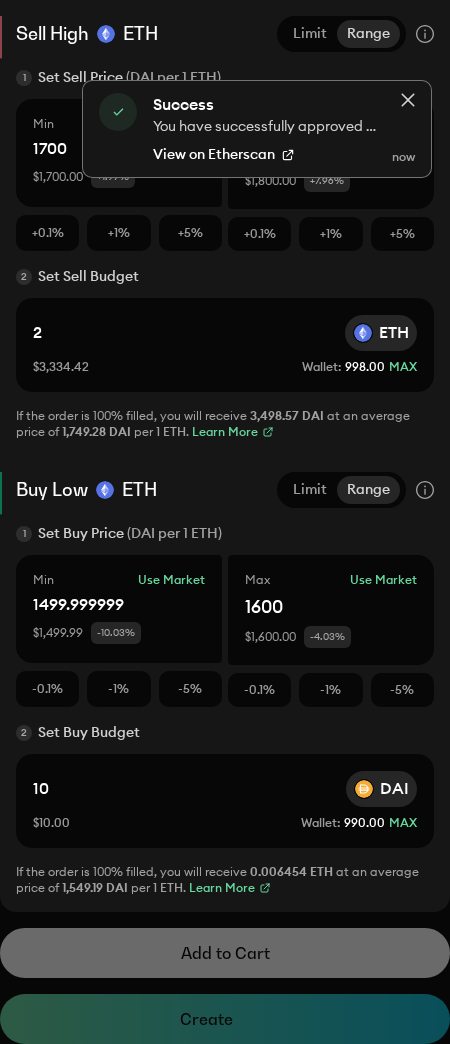 Sell High ETH Limit Range
1 Set Sell Price (DAI per 1 ETH)
Success
You have successfully approved ...
View on Etherscan
now
Min
1700
$1,700.00
$1,800.00 +7.96%
+0.1% +1% +5% +0.1% +1% +5%
2 Set Sell Budget
2 ETH
$3,334.42 Wallet: 998.00 MAX
If the order is 100% filled, you will receive 3,498.57 DAI at an average
price of 1,749.28 DAI per 1 ETH. Learn More
Buy Low ETH Limit Range
1 Set Buy Price (DAI per 1 ETH)
Min Use Market Max Use Market
1499.999999 1600
$1,499.99 -10.03% $1,600.00 -4.03%
-0.1% -1% -5% -0.1% -1% -5%
2 Set Buy Budget
10 DAI
$10.00 Wallet: 990.00 MAX
If the order is 100% filled, you will receive 0.006454 ETH at an average
price of 1,549.19 DAI per 1 ETH. Learn More
Add to Cart
Create